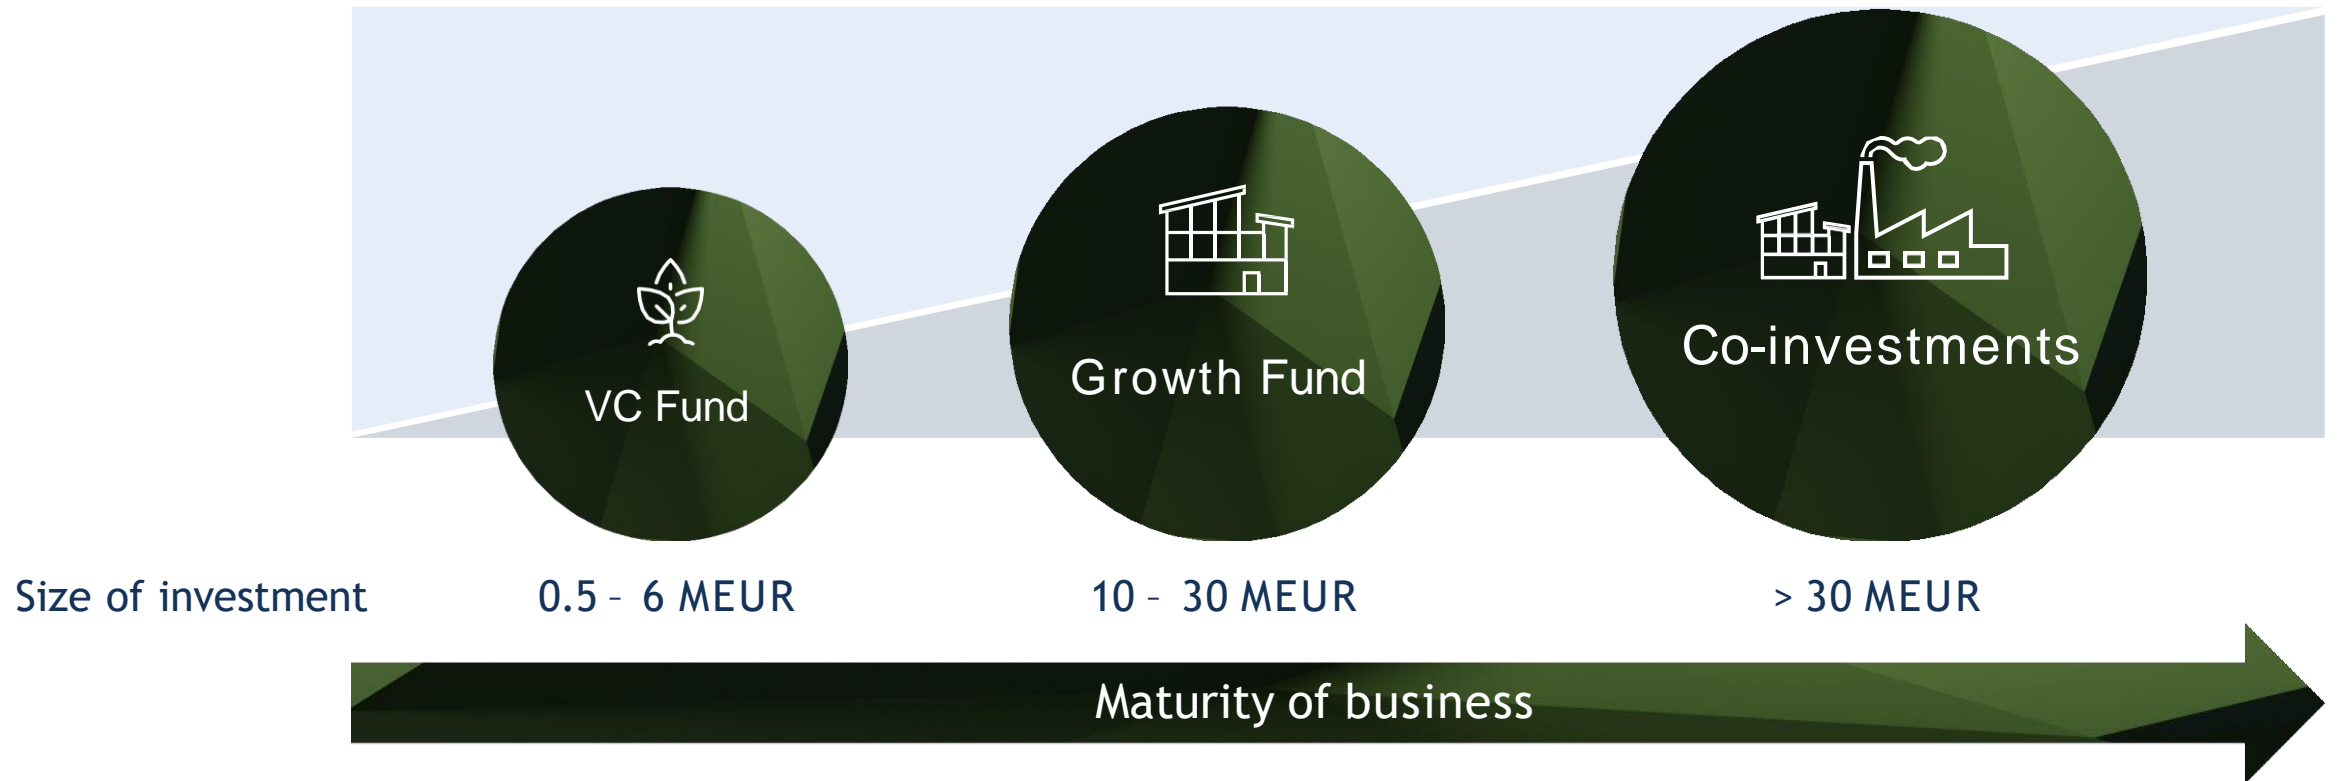 VC Fund
Growth Fund
Co-investments
Size of investment
0.5 – 6 MEUR
10 – 30 MEUR
> 30 MEUR
Maturity of business